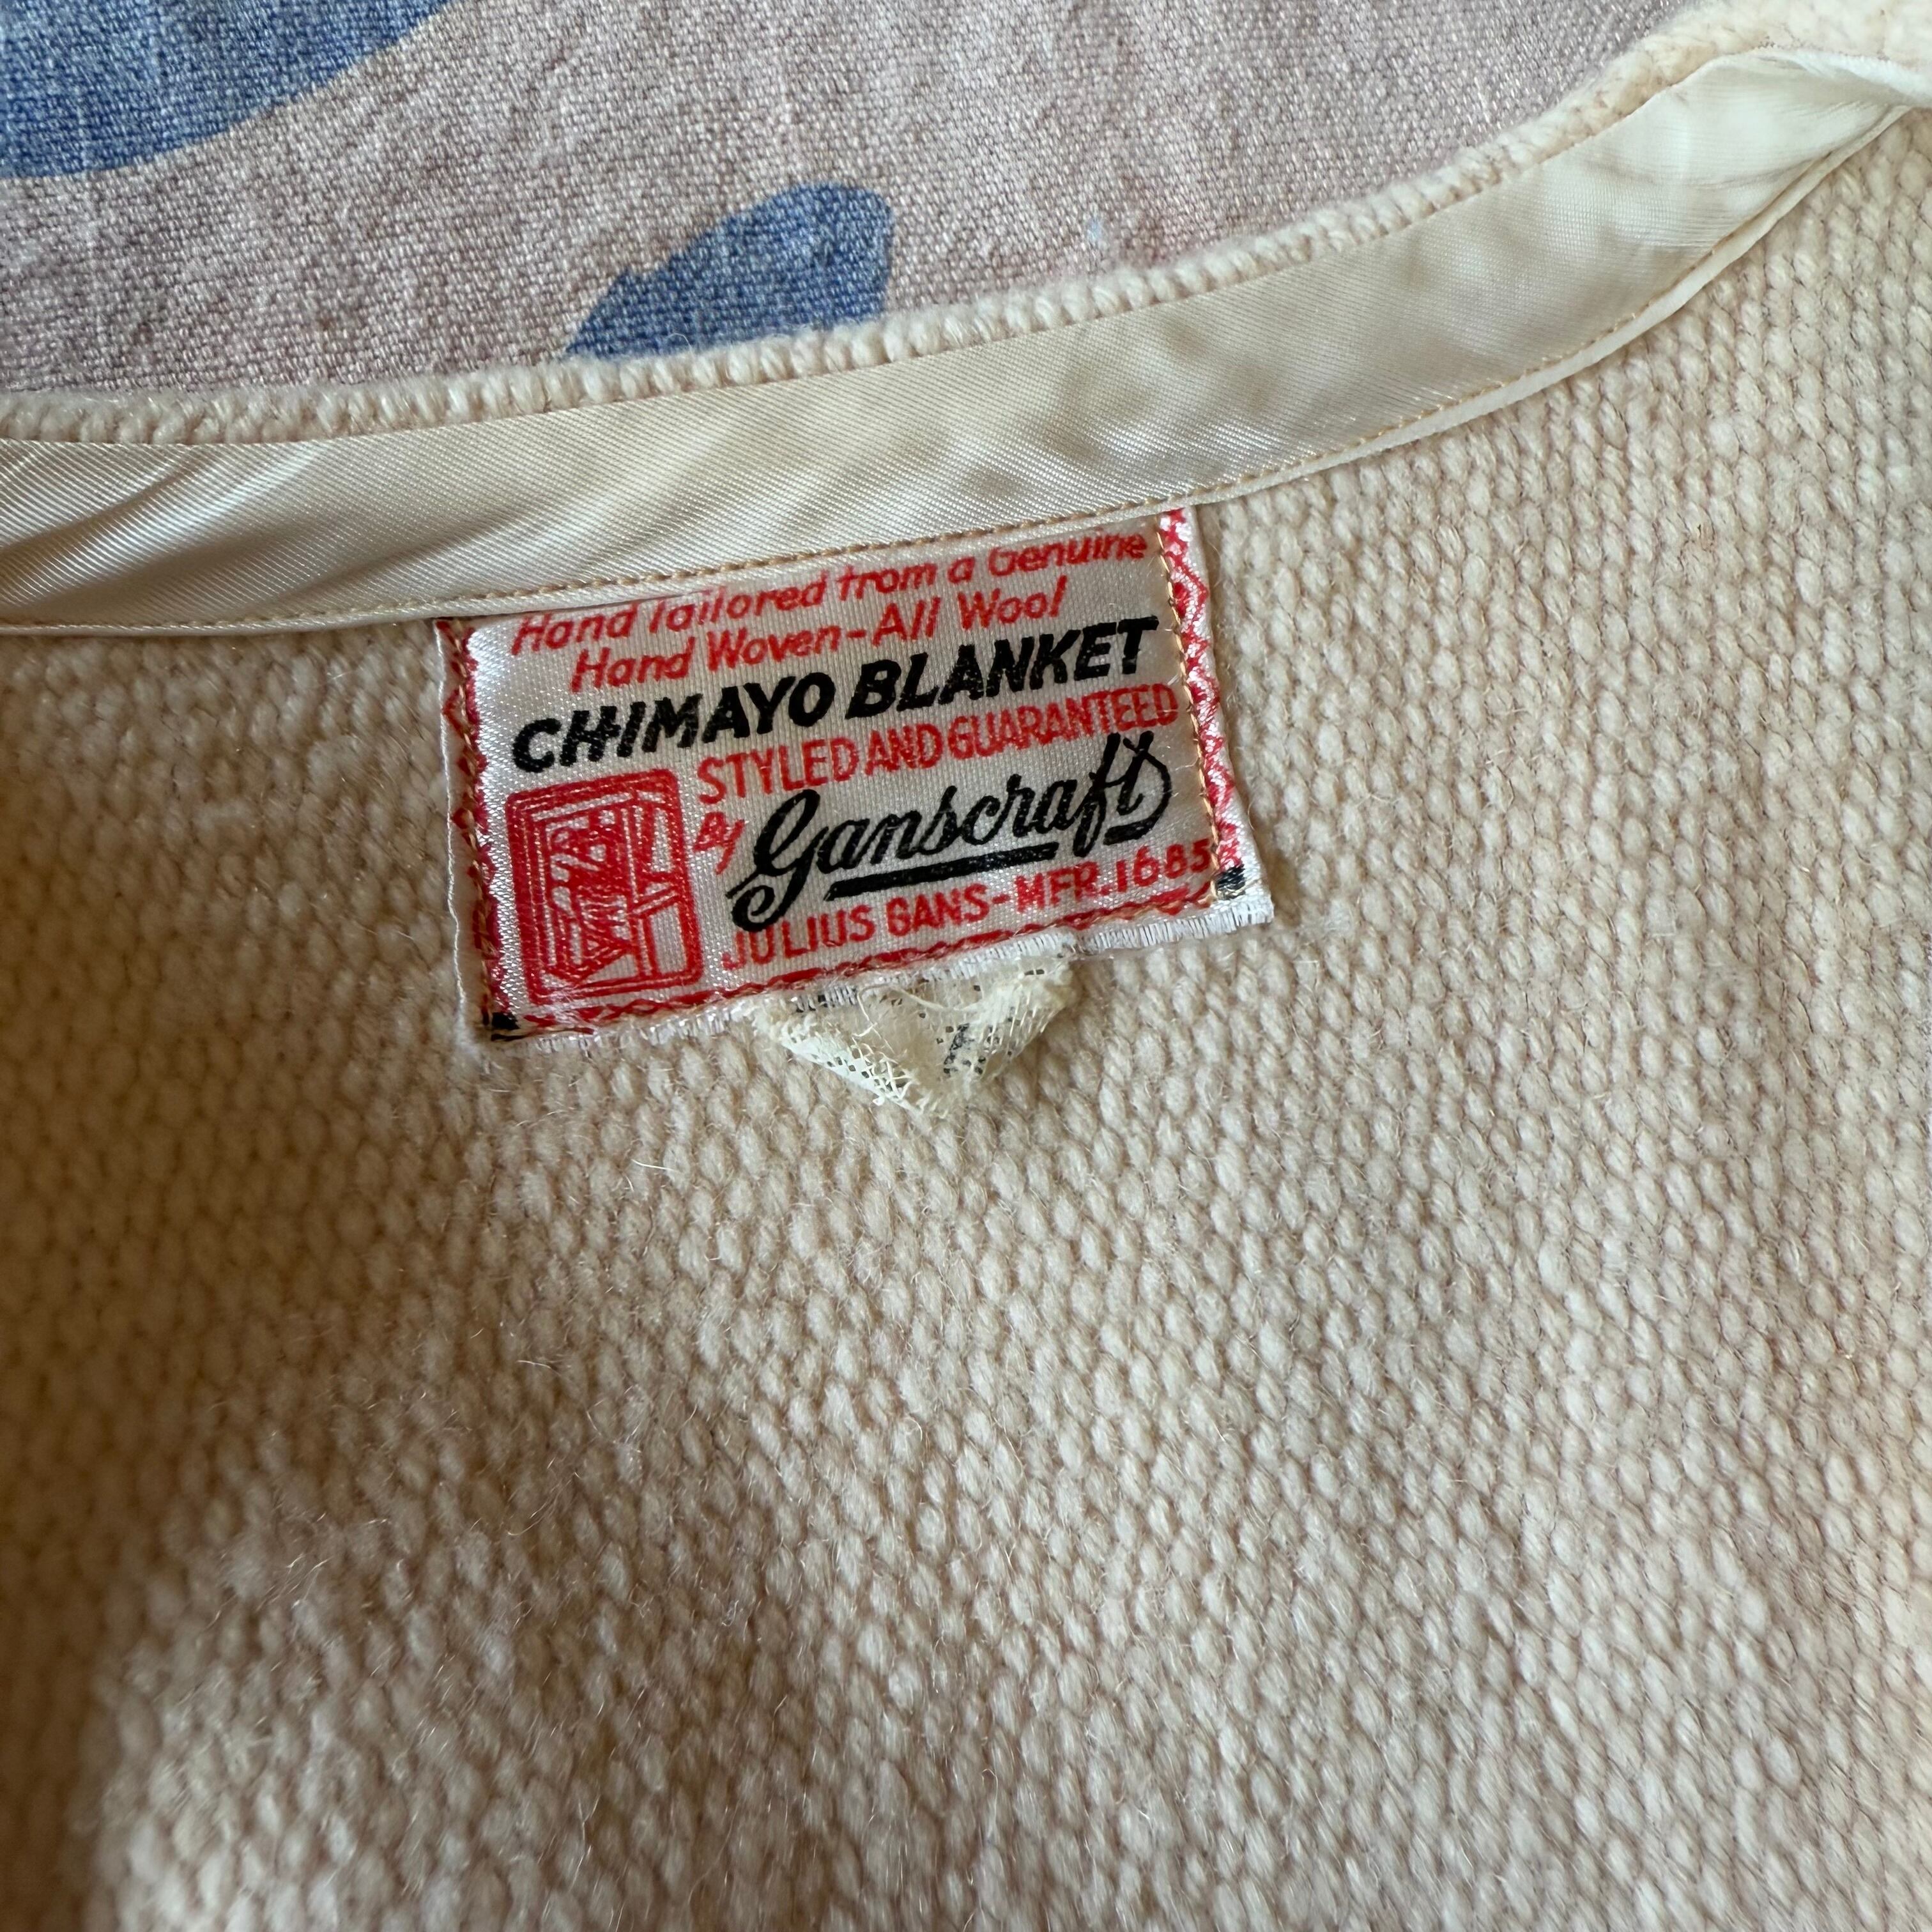 Hand Tailored from a Genuine
Hand Woven-All Wool
CHIMAYO BLANKET
STYLED AND GUARANTEED
By Ganscraft
JULIUS GANS-MFR. 1685